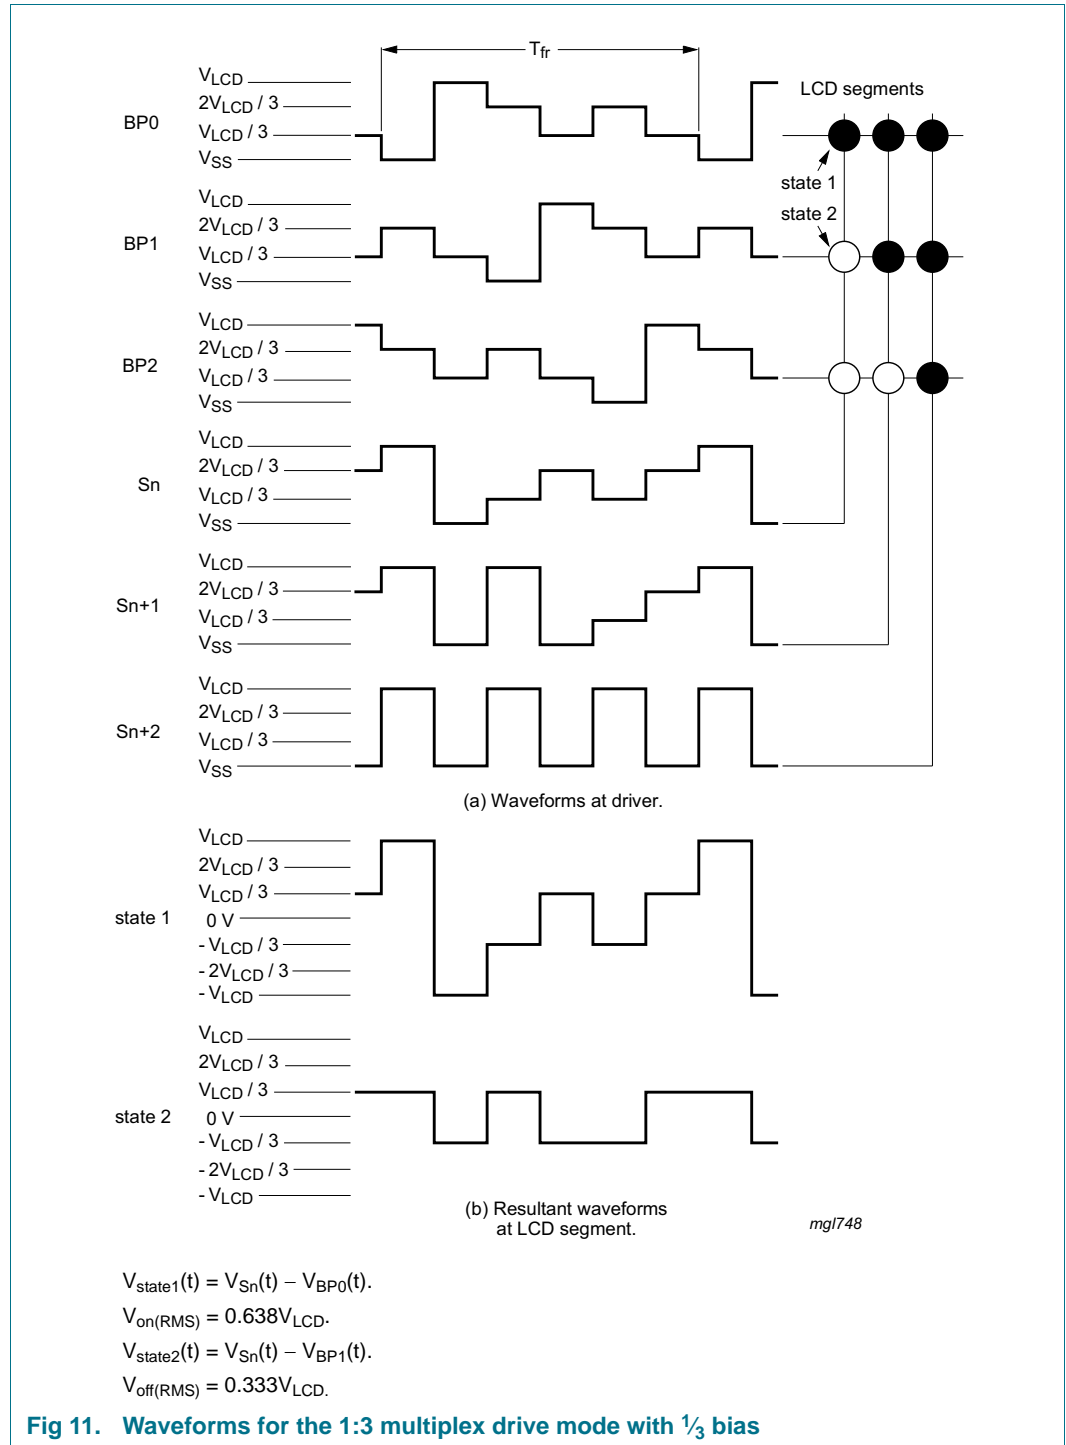 Tfr
VLCD
2VLCD / 3
BP0
VLCD / 3
VSS
LCD segments
state 1
state 2
VLCD
2VLCD / 3
BP1
VLCD / 3
VSS
VLCD
2VLCD / 3
BP2
VLCD / 3
VSS
VLCD
2VLCD / 3
Sn
VLCD / 3
VSS
VLCD
2VLCD / 3
Sn+1
VLCD / 3
VSS
VLCD
2VLCD / 3
Sn+2
VLCD / 3
VSS
(a) Waveforms at driver.
VLCD
2VLCD / 3
VLCD / 3
state 1
0 V
- VLCD / 3
- 2VLCD / 3
- VLCD
VLCD
2VLCD / 3
VLCD / 3
state 2
0 V
- VLCD / 3
- 2VLCD / 3
- VLCD
(b) Resultant waveforms
at LCD segment.
mgl748
Vstate1(t) = VSn(t) − VBP0(t).
Von(RMS) = 0.638VLCD.
Vstate2(t) = VSn(t) − VBP1(t).
Voff(RMS) = 0.333VLCD.
Fig 11. Waveforms for the 1:3 multiplex drive mode with 1⁄3 bias